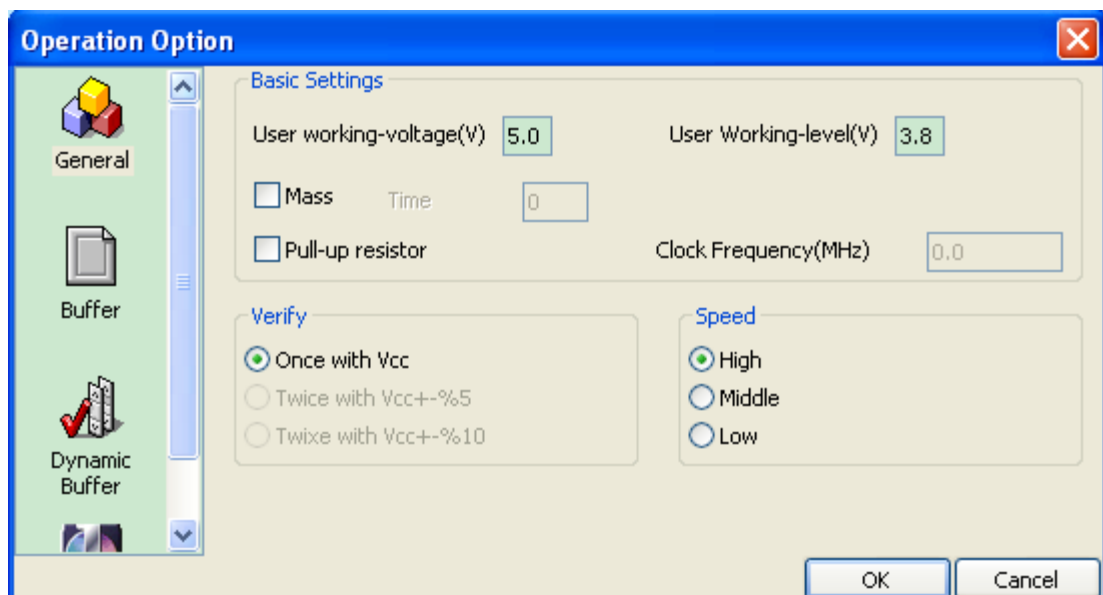 Operation Option
General
Buffer
Dynamic
Buffer
Basic Settings
User working-voltage(V) 5.0 User Working-level(V) 3.8
Mass Time 0
Pull-up resistor Clock Frequency(MHz) 0.0
Verify
Once with Vcc
Twice with Vcc+-%5
Twixe with Vcc+-%10
Speed
High
Middle
Low
OK Cancel